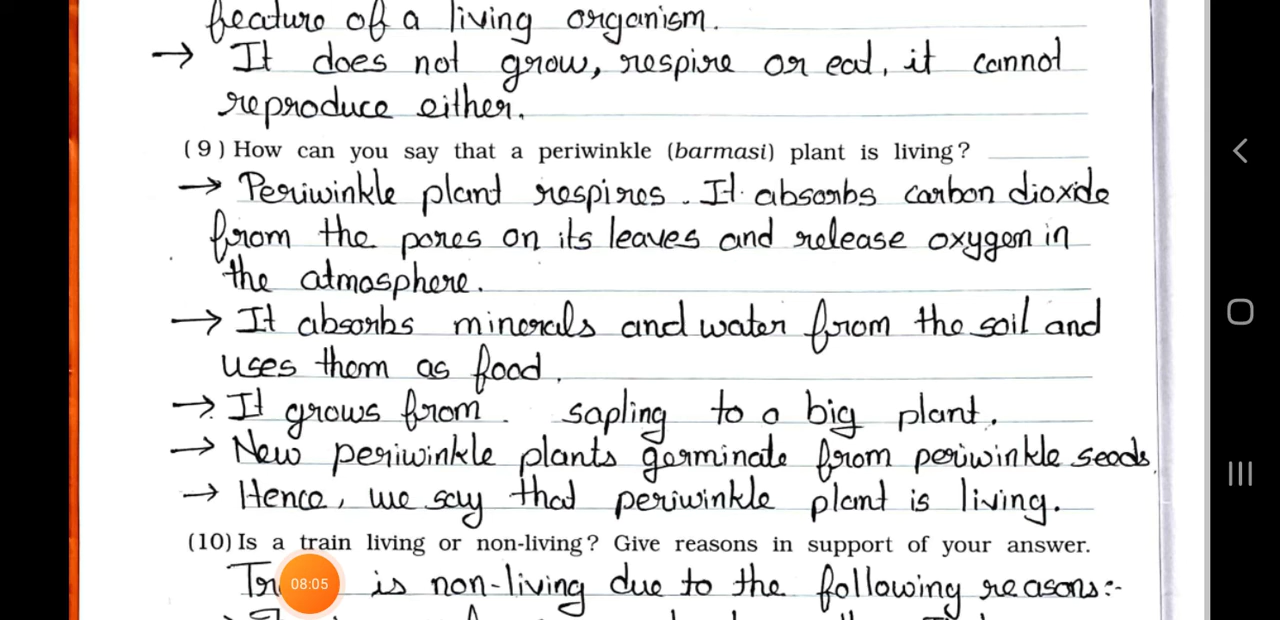 feature of a living organism.
→ It does not grow, respire or eat, it cannot
reproduce either.
(9) How can you say that a periwinkle (barmasi) plant is living?
→ Periwinkle plant respires. It absorbs carbon dioxide
from the pores on its leaves and release oxygen in
the atmosphere.
→ It absorbs minerals and water from the soil and
uses them as food.
→ It grows from sapling to a big plant.
→ New periwinkle plants germinate from periwinkle seeds
→ Hence, we say that periwinkle plant is living.
(10) Is a train living or non-living? Give reasons in support of your answer.
is non-living due to the following reasons:-
08:05